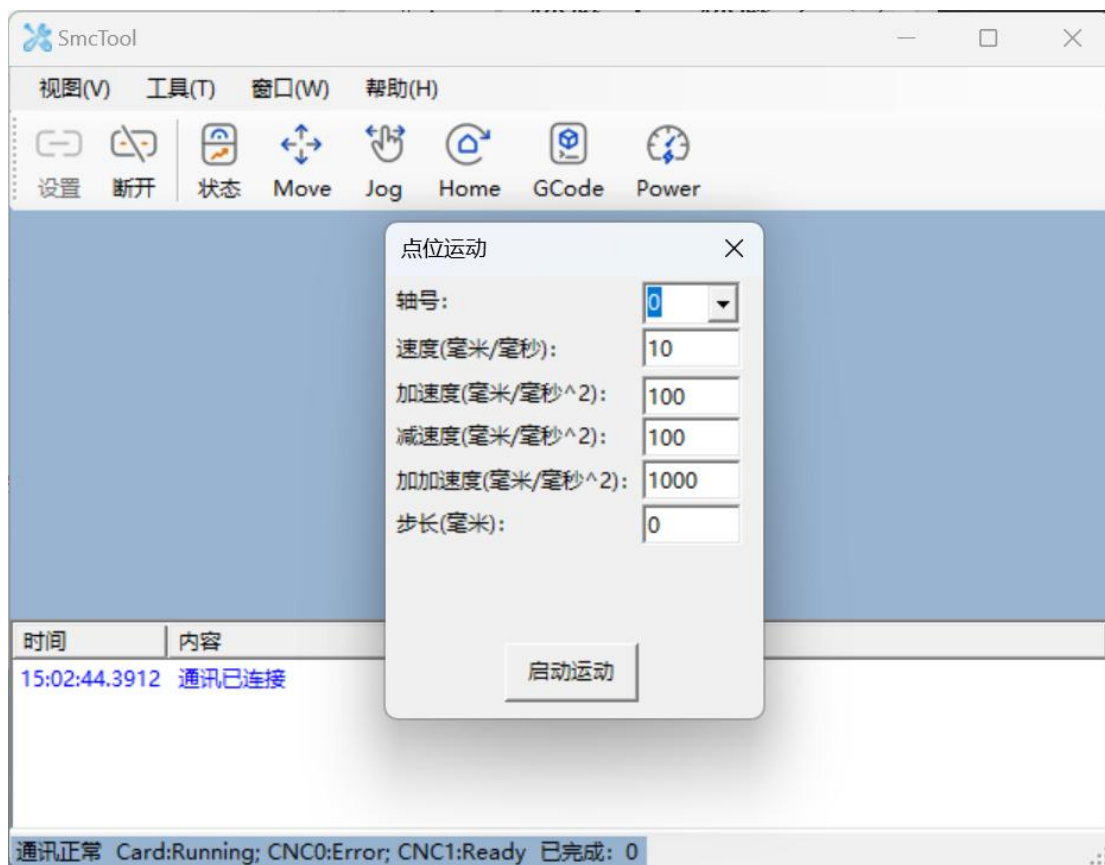 SmcTool
视图(V) 工具(T) 窗口(W) 帮助(H)
设置 断开 状态 Move Jog Home GCode Power
点位运动
轴号: 0
速度(毫米/毫秒): 10
加速度(毫米/毫秒^2): 100
减速度(毫米/毫秒^2): 100
加加速度(毫米/毫秒^2): 1000
步长(毫米): 0
启动运动
时间 内容
15:02:44.3912 通讯已连接
通讯正常 Card:Running; CNC0:Error; CNC1:Ready 已完成: 0